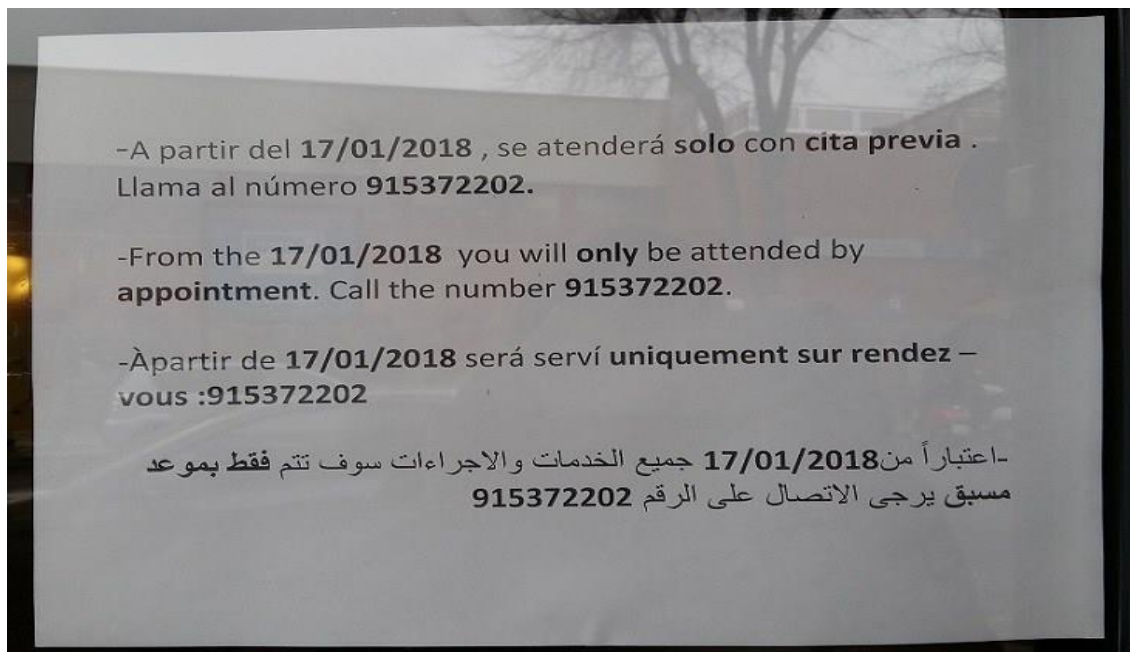 -A partir del 17/01/2018 , se atenderá solo con cita previa .
Llama al número 915372202.
-From the 17/01/2018 you will only be attended by
appointment. Call the number 915372202.
-Àpartir de 17/01/2018 será serví uniquement sur rendez –
vous :915372202
-اعتباراً من17/01/2018 جميع الخدمات والاجراءات سوف تتم فقط بموعد
مسبق يرجى الاتصال على الرقم 915372202